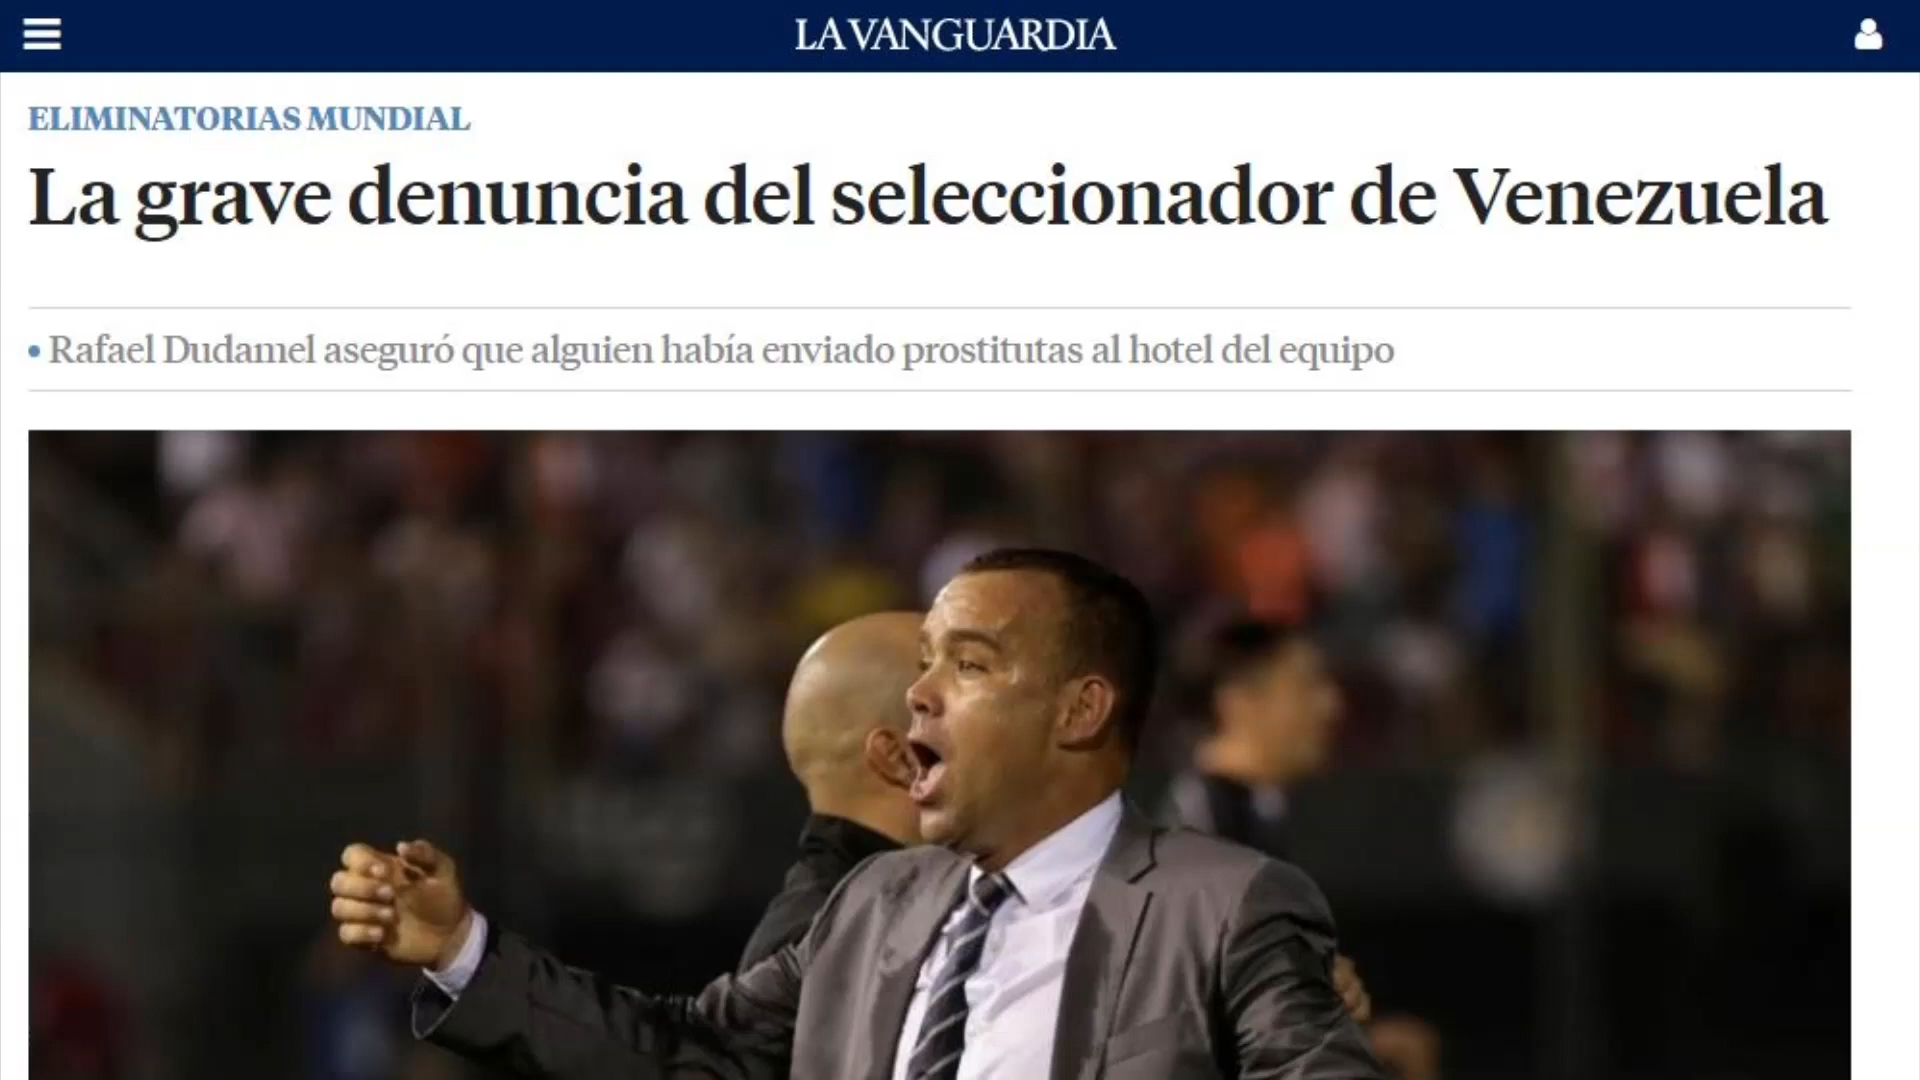 LA VANGUARDIA
ELIMINATORIAS MUNDIAL
La grave denuncia del seleccionador de Venezuela
• Rafael Dudamel aseguró que alguien había enviado prostitutas al hotel del equipo